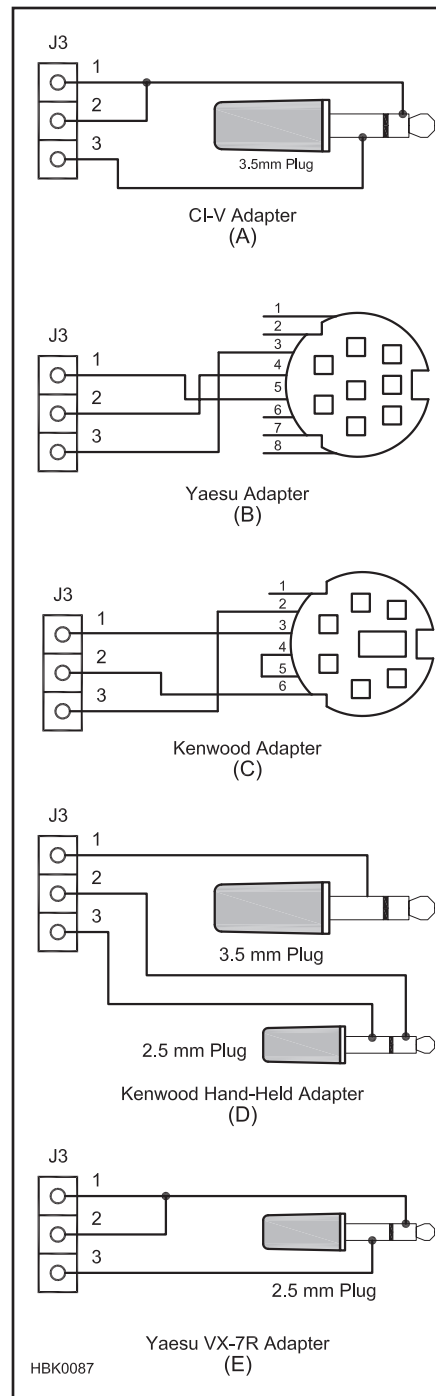 J3
1
2
3
3.5mm Plug
CI-V Adapter
(A)
J3
1
2
3
1
2
3
4
5
6
7
8
Yaesu Adapter
(B)
J3
1
2
3
1
2
3
4
5
6
Kenwood Adapter
(C)
J3
1
2
3
3.5 mm Plug
2.5 mm Plug
Kenwood Hand-Held Adapter
(D)
J3
1
2
3
2.5 mm Plug
Yaesu VX-7R Adapter
(E)
HBK0087